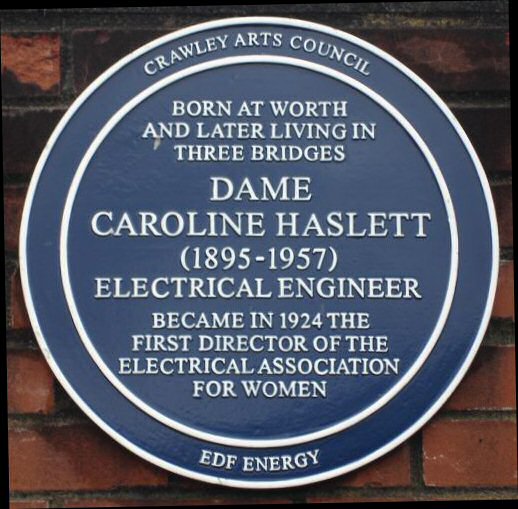 CRAWLEY ARTS COUNCIL
BORN AT WORTH
AND LATER LIVING IN
THREE BRIDGES
DAME
CAROLINE HASLETT
(1895-1957)
ELECTRICAL ENGINEER
BECAME IN 1924 THE
FIRST DIRECTOR OF THE
ELECTRICAL ASSOCIATION
FOR WOMEN
EDF ENERGY